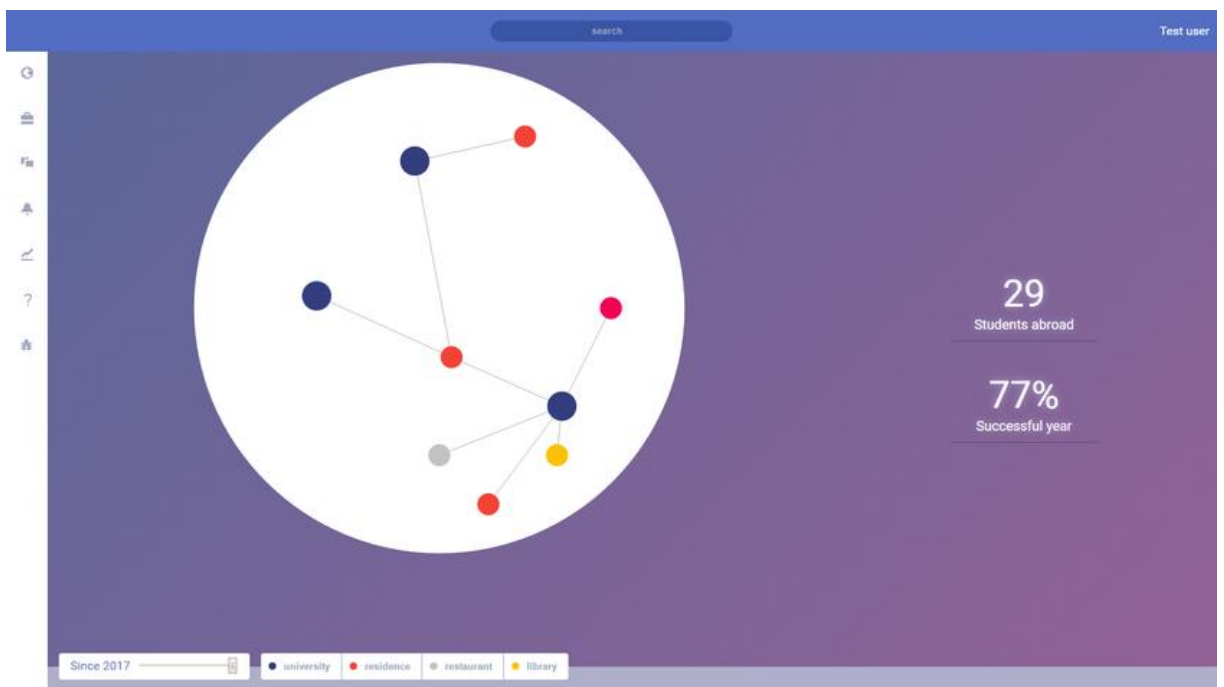 search
Test user
?
29
Students abroad
77%
Successful year
Since 2017
university
residence
restaurant
library